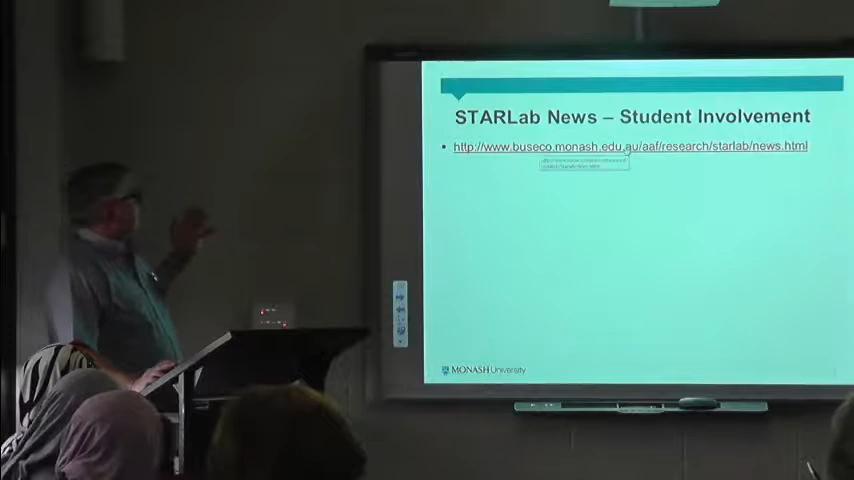 STARLab News – Student Involvement
• http://www.buseco.monash.edu.au/aaf/research/starlab/news.html
MONASH University